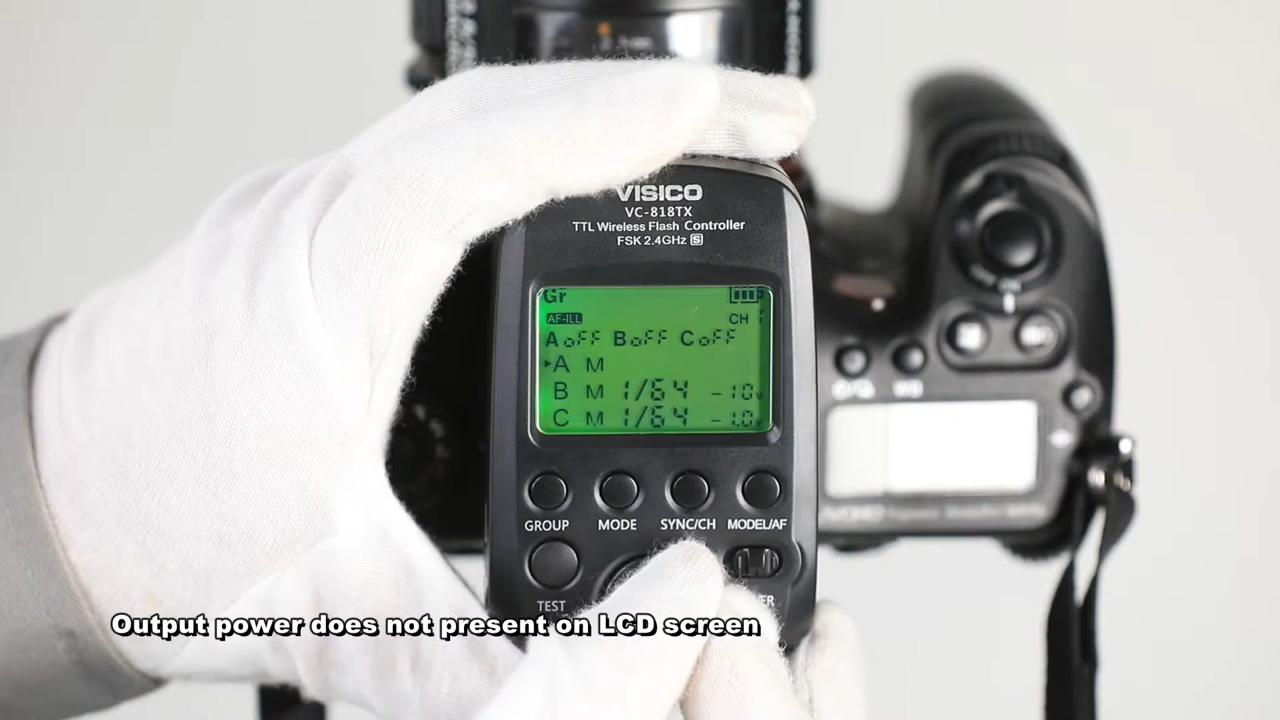 VISICO
VC-818TX
TTL Wireless Flash Controller
FSK 2.4GHz S
Gr
AF-ILL CH 1
A oFF B oFF C oFF
A M
B M 1/64 -1.0
C M 1/64 -1.0
GROUP MODE SYNC/CH MODEL/AF
TEST
Output power does not present on LCD screen